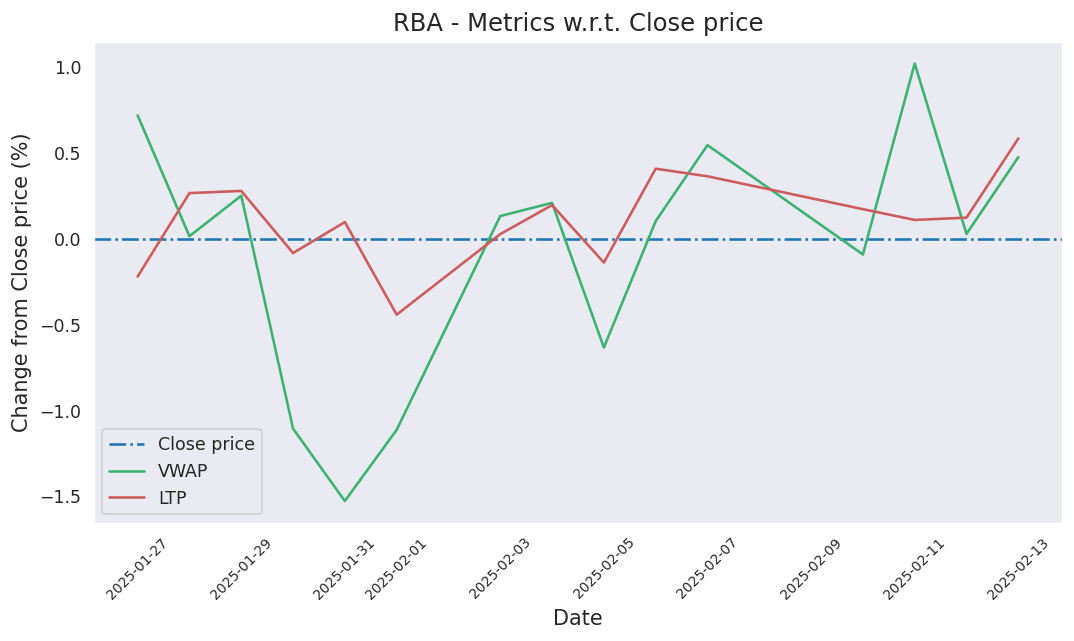 RBA - Metrics w.r.t. Close price
Change from Close price (%)
1.0
0.5
0.0
−0.5
−1.0
−1.5
Close price
VWAP
LTP
2025-01-27
2025-01-29
2025-01-31
2025-02-01
2025-02-03
2025-02-05
2025-02-07
2025-02-09
2025-02-11
2025-02-13
Date